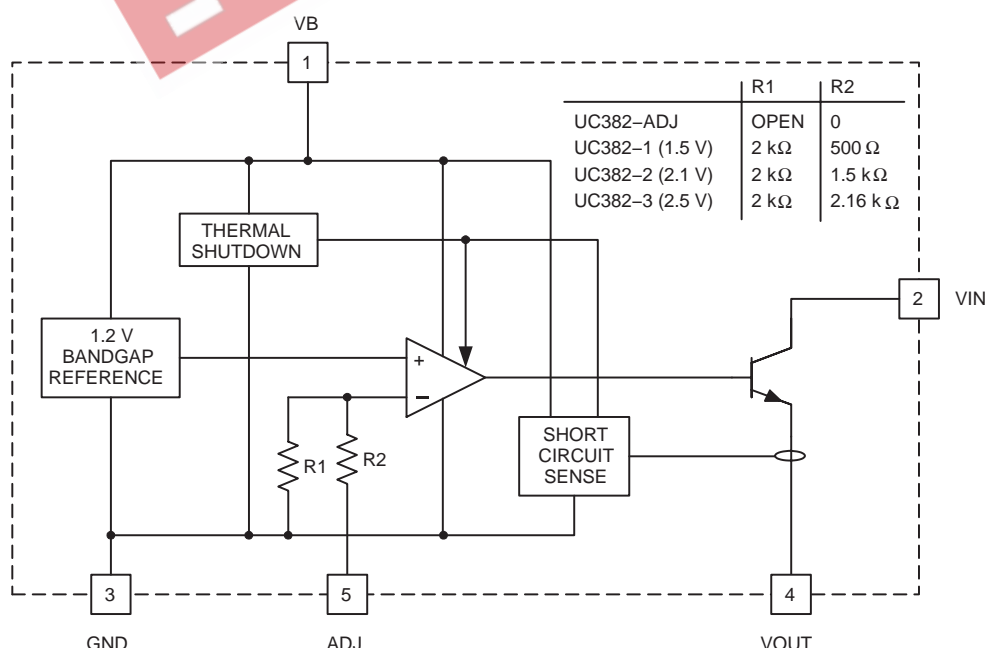 VB
1
R1 R2
UC382–ADJ OPEN 0
UC382–1 (1.5 V) 2 kΩ 500 Ω
UC382–2 (2.1 V) 2 kΩ 1.5 kΩ
UC382–3 (2.5 V) 2 kΩ 2.16 k Ω
THERMAL
SHUTDOWN
2 VIN
1.2 V
BANDGAP
REFERENCE
+
–
R1 R2
SHORT
CIRCUIT
SENSE
3 5 4
GND ADJ VOUT